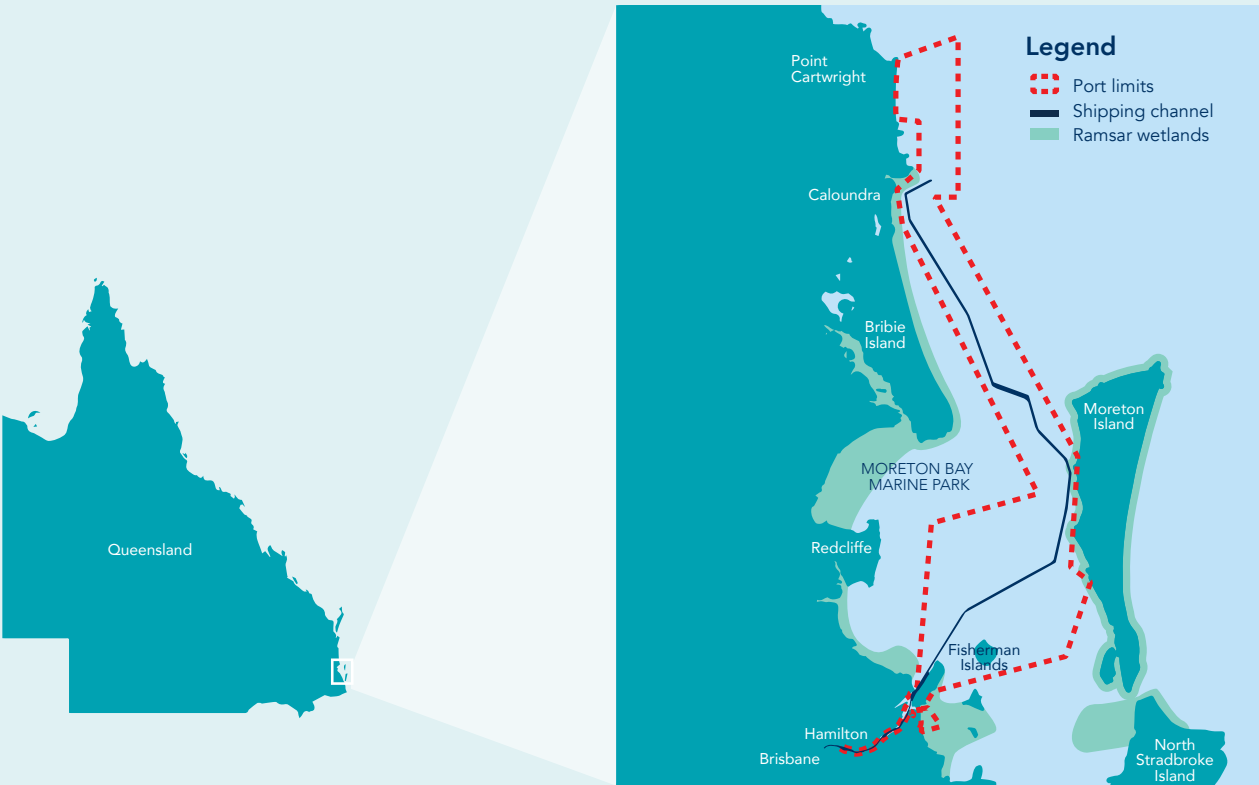 Legend
Port limits
Shipping channel
Ramsar wetlands
Point
Cartwright
Caloundra
Bribie
Island
Moreton
Island
MORETON BAY
MARINE PARK
Queensland
Redcliffe
Fisherman
Islands
Hamilton
Brisbane
North
Stradbroke
Island